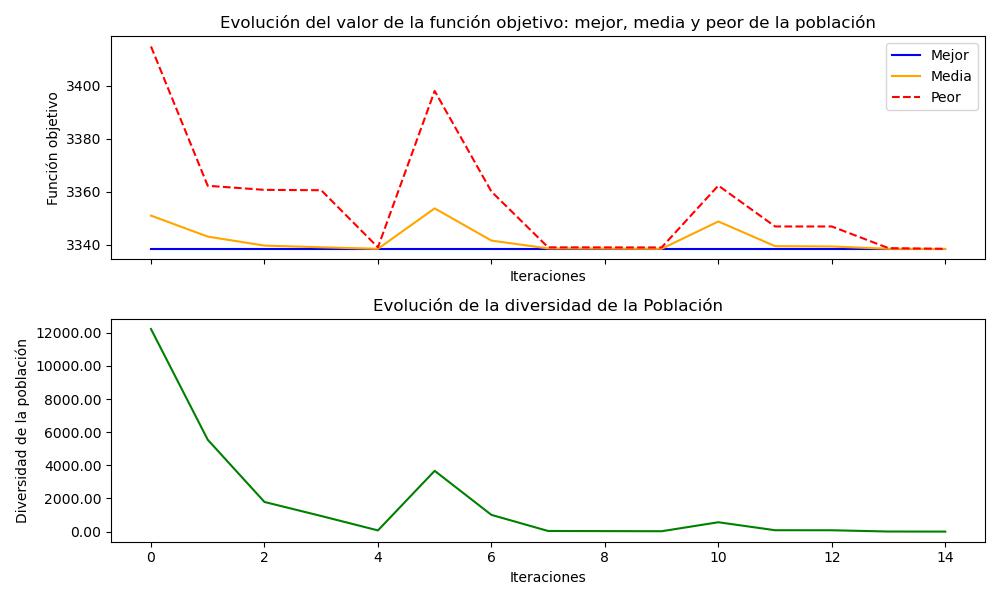 Evolución del valor de la función objetivo: mejor, media y peor de la población
Función objetivo
3400
3380
3360
3340
Mejor
Media
Peor
Iteraciones
Evolución de la diversidad de la Población
Diversidad de la población
12000.00
10000.00
8000.00
6000.00
4000.00
2000.00
0.00
0 2 4 6 8 10 12 14
Iteraciones